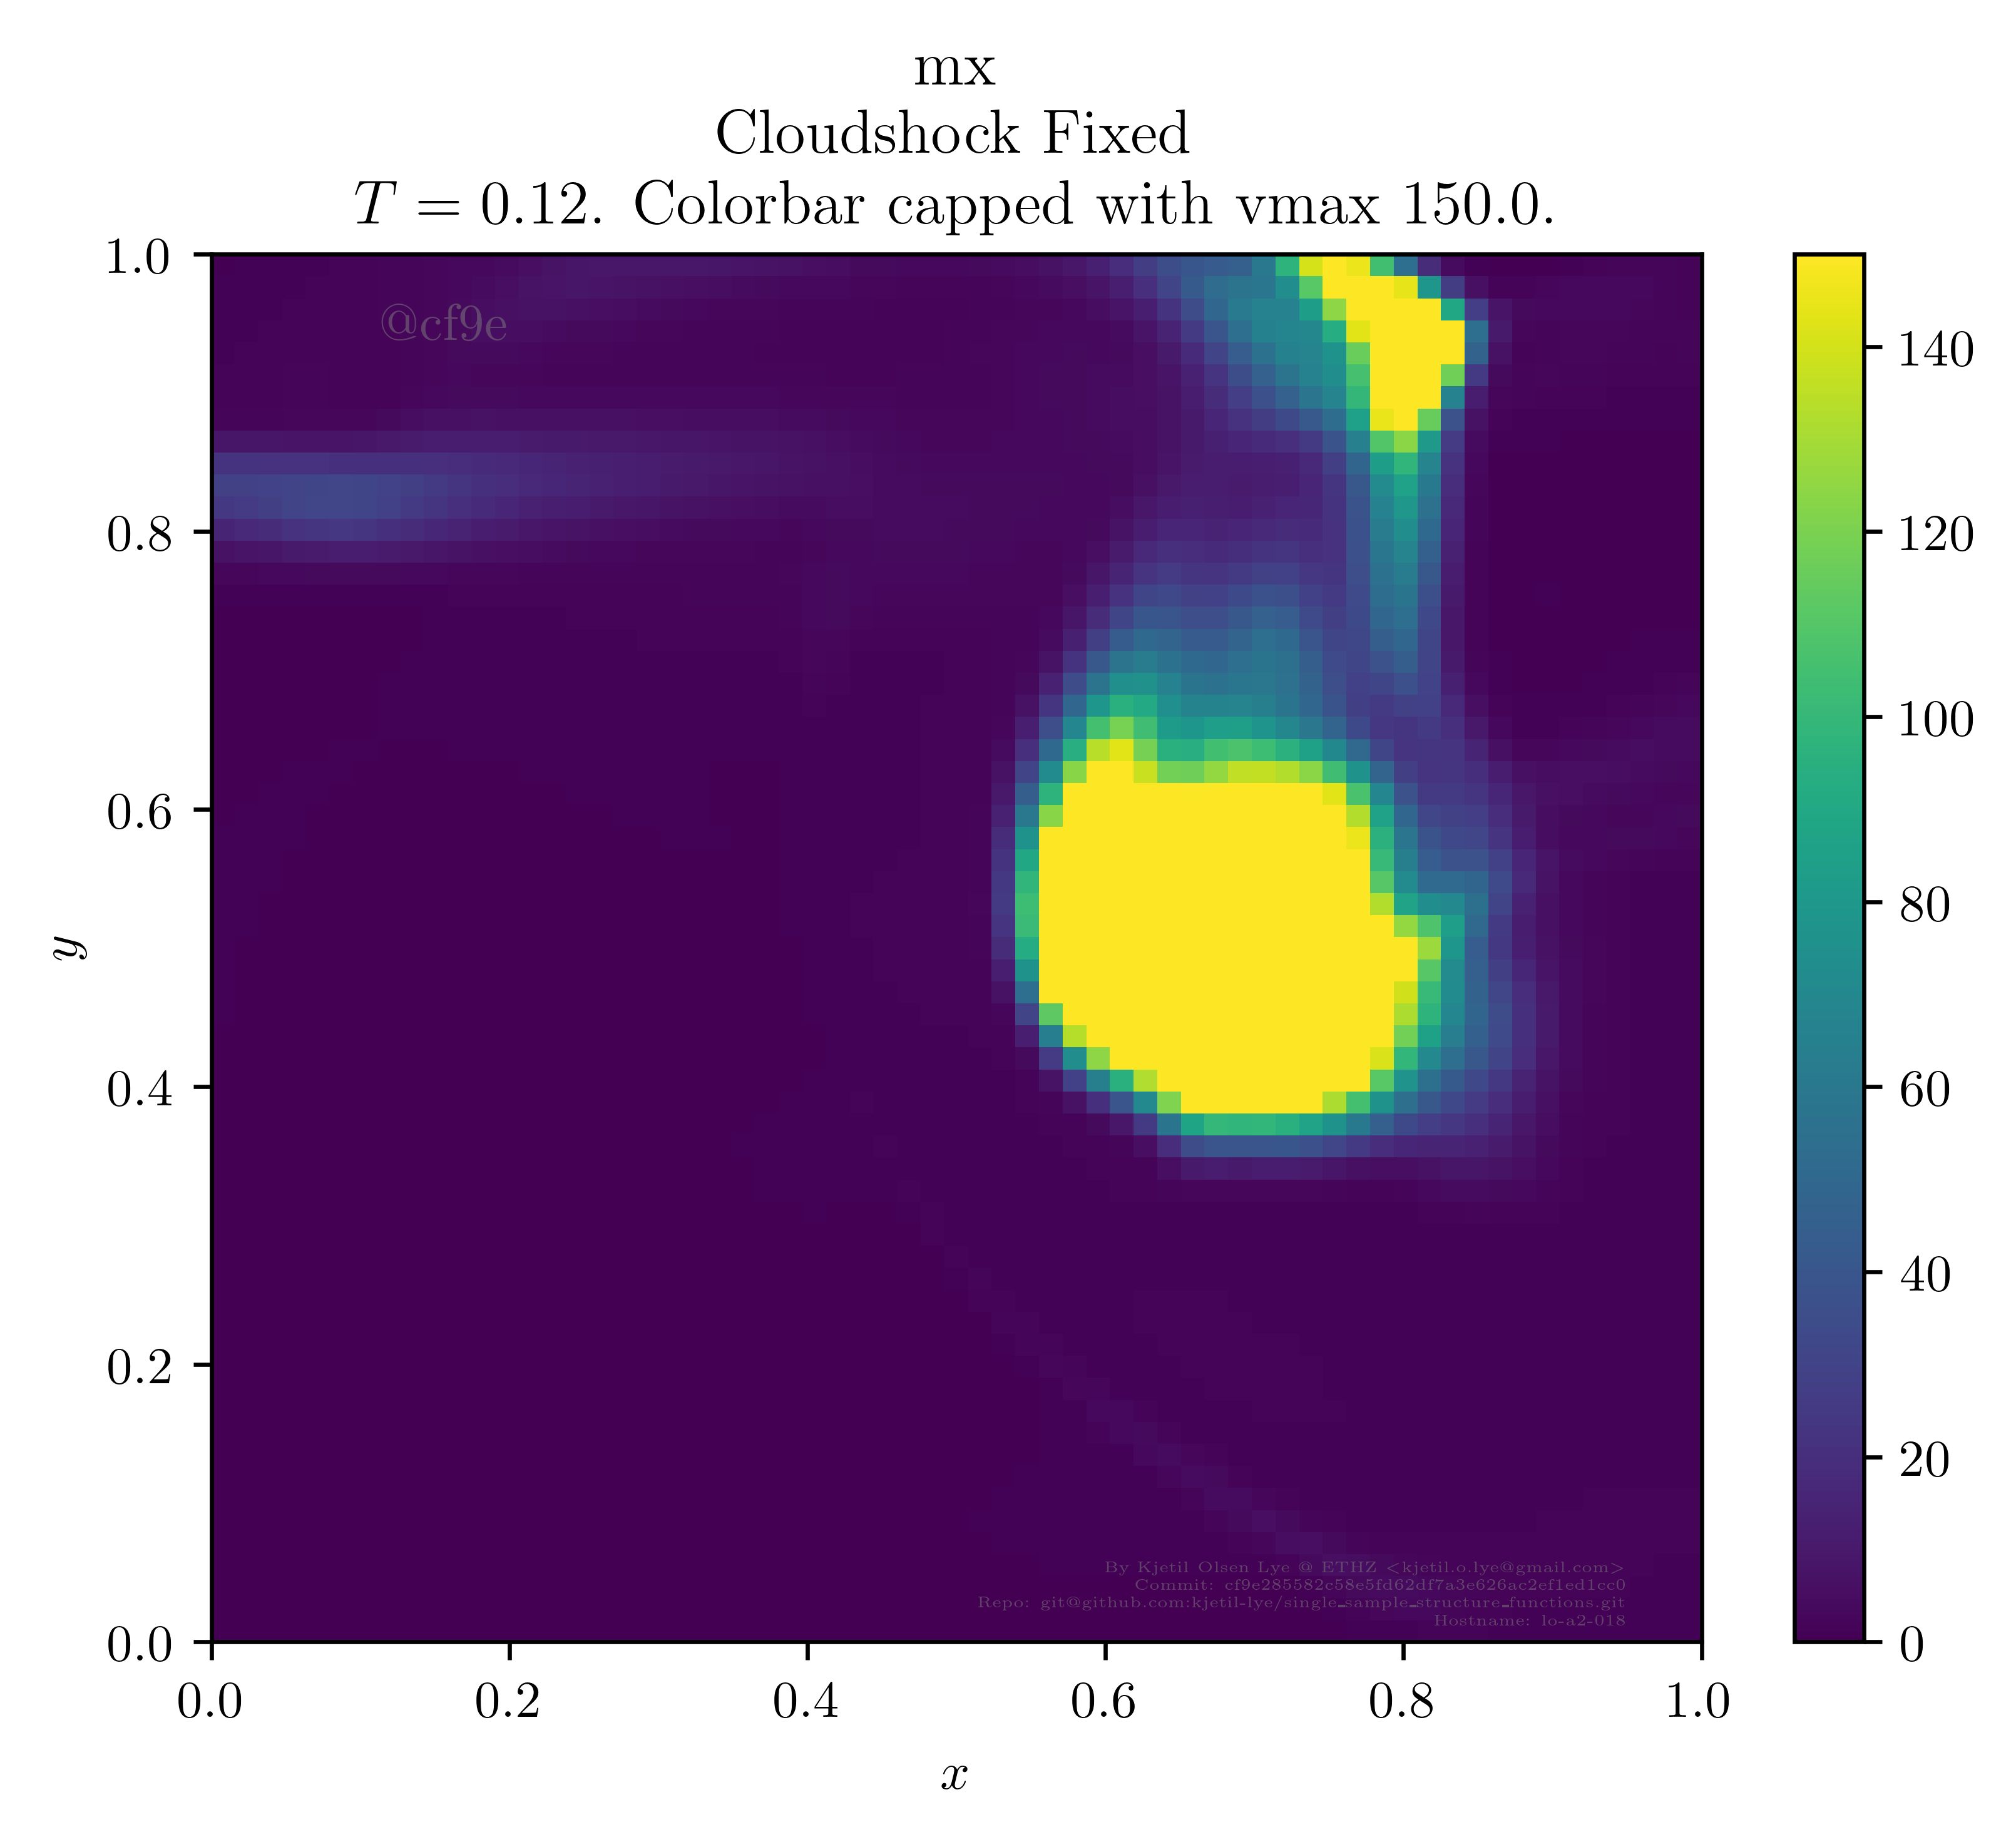 mx
Cloudshock Fixed
T = 0.12. Colorbar capped with vmax 150.0.
1.0
0.8
0.6
0.4
0.2
0.0
y
@cf9e
By Kjetil Olsen Lye @ ETHZ <kjetil.o.lye@gmail.com>
Commit: cf9e285582c58e5fd62df7a3e626ac2ef1ed1cc0
Repo: git@github.com:kjetil-lye/single_sample_structure_functions.git
Hostname: lo-a2-018
0.0 0.2 0.4 0.6 0.8 1.0
x
140
120
100
80
60
40
20
0